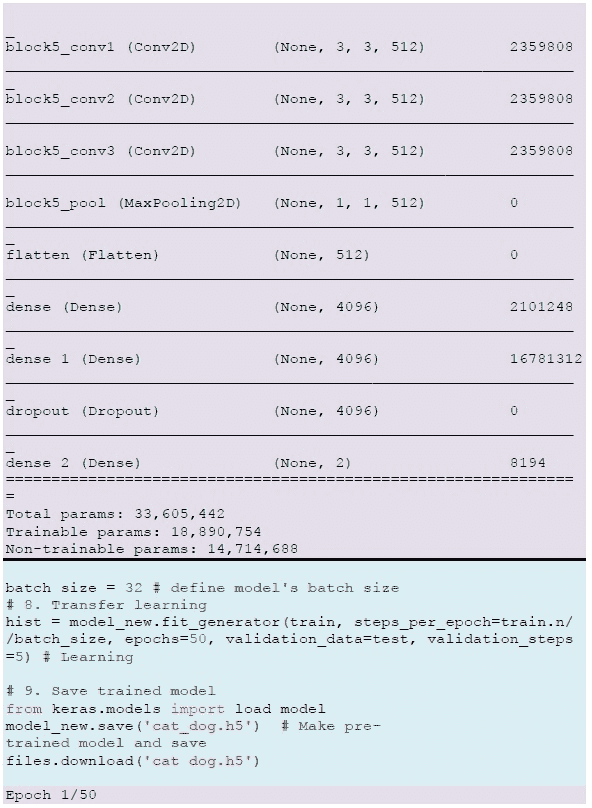 _
block5_conv1 (Conv2D) (None, 3, 3, 512) 2359808
_
block5_conv2 (Conv2D) (None, 3, 3, 512) 2359808
block5_conv3 (Conv2D) (None, 3, 3, 512) 2359808
block5_pool (MaxPooling2D) (None, 1, 1, 512) 0
_
flatten (Flatten) (None, 512) 0
_
dense (Dense) (None, 4096) 2101248
_
dense 1 (Dense) (None, 4096) 16781312
_
dropout (Dropout) (None, 4096) 0
_
dense 2 (Dense) (None, 2) 8194
===============================================================
=
Total params: 33,605,442
Trainable params: 18,890,754
Non-trainable params: 14,714,688
batch size = 32 # define model's batch size
# 8. Transfer learning
hist = model_new.fit_generator(train, steps_per_epoch=train.n/
/batch_size, epochs=50, validation_data=test, validation_steps
=5) # Learning
# 9. Save trained model
from keras.models import load model
model_new.save('cat_dog.h5') # Make pre-
trained model and save
files.download('cat dog.h5')
Epoch 1/50